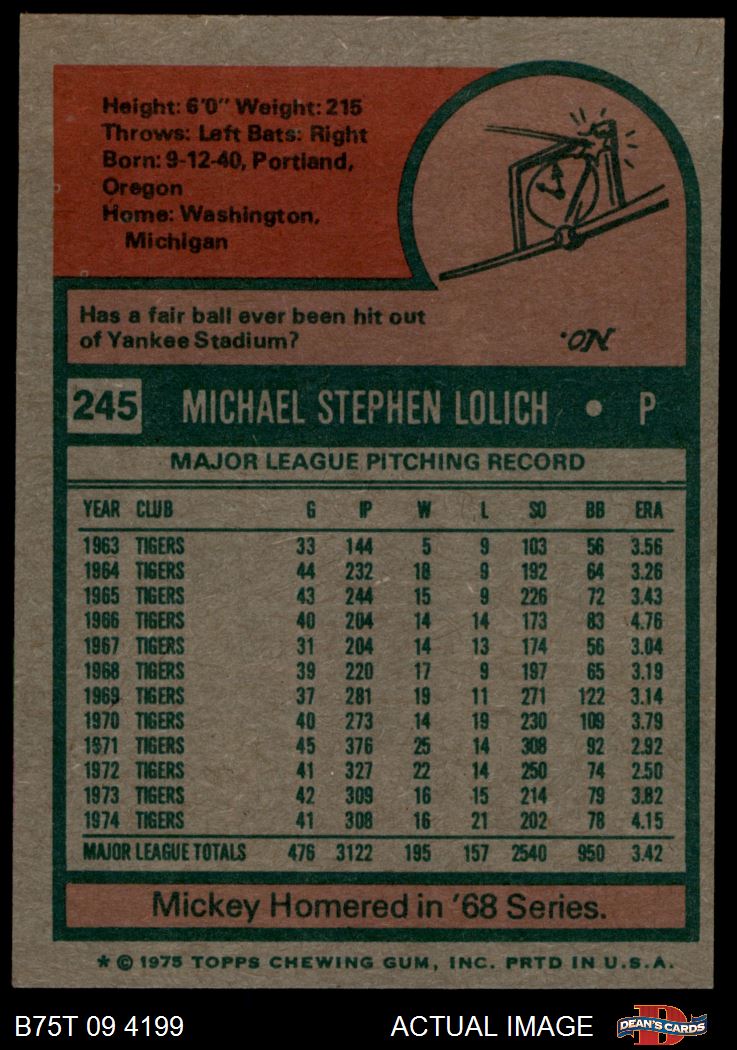 Height: 6'0" Weight: 215
Throws: Left Bats: Right
Born: 9-12-40, Portland,
Oregon
Home: Washington,
Michigan
Has a fair ball ever been hit out
of Yankee Stadium?
No.
245 MICHAEL STEPHEN LOLICH • P
MAJOR LEAGUE PITCHING RECORD
YEAR CLUB G IP W L SO BB ERA
1963 TIGERS 33 144 5 9 103 56 3.56
1964 TIGERS 44 232 18 9 192 64 3.26
1965 TIGERS 43 244 15 9 226 72 3.43
1966 TIGERS 40 204 14 14 173 83 4.76
1967 TIGERS 31 204 14 13 174 56 3.04
1968 TIGERS 39 220 17 9 197 65 3.19
1969 TIGERS 37 281 19 11 271 122 3.14
1970 TIGERS 40 273 14 19 230 109 3.79
1971 TIGERS 45 376 25 14 308 92 2.92
1972 TIGERS 41 327 22 14 250 74 2.50
1973 TIGERS 42 309 16 15 214 79 3.82
1974 TIGERS 41 308 16 21 202 78 4.15
MAJOR LEAGUE TOTALS 476 3122 195 157 2540 950 3.42
Mickey Homered in '68 Series.
* © 1975 TOPPS CHEWING GUM, INC. PRTD IN U.S.A.
B75T 09 4199 ACTUAL IMAGE
D
DEAN'S CARDS